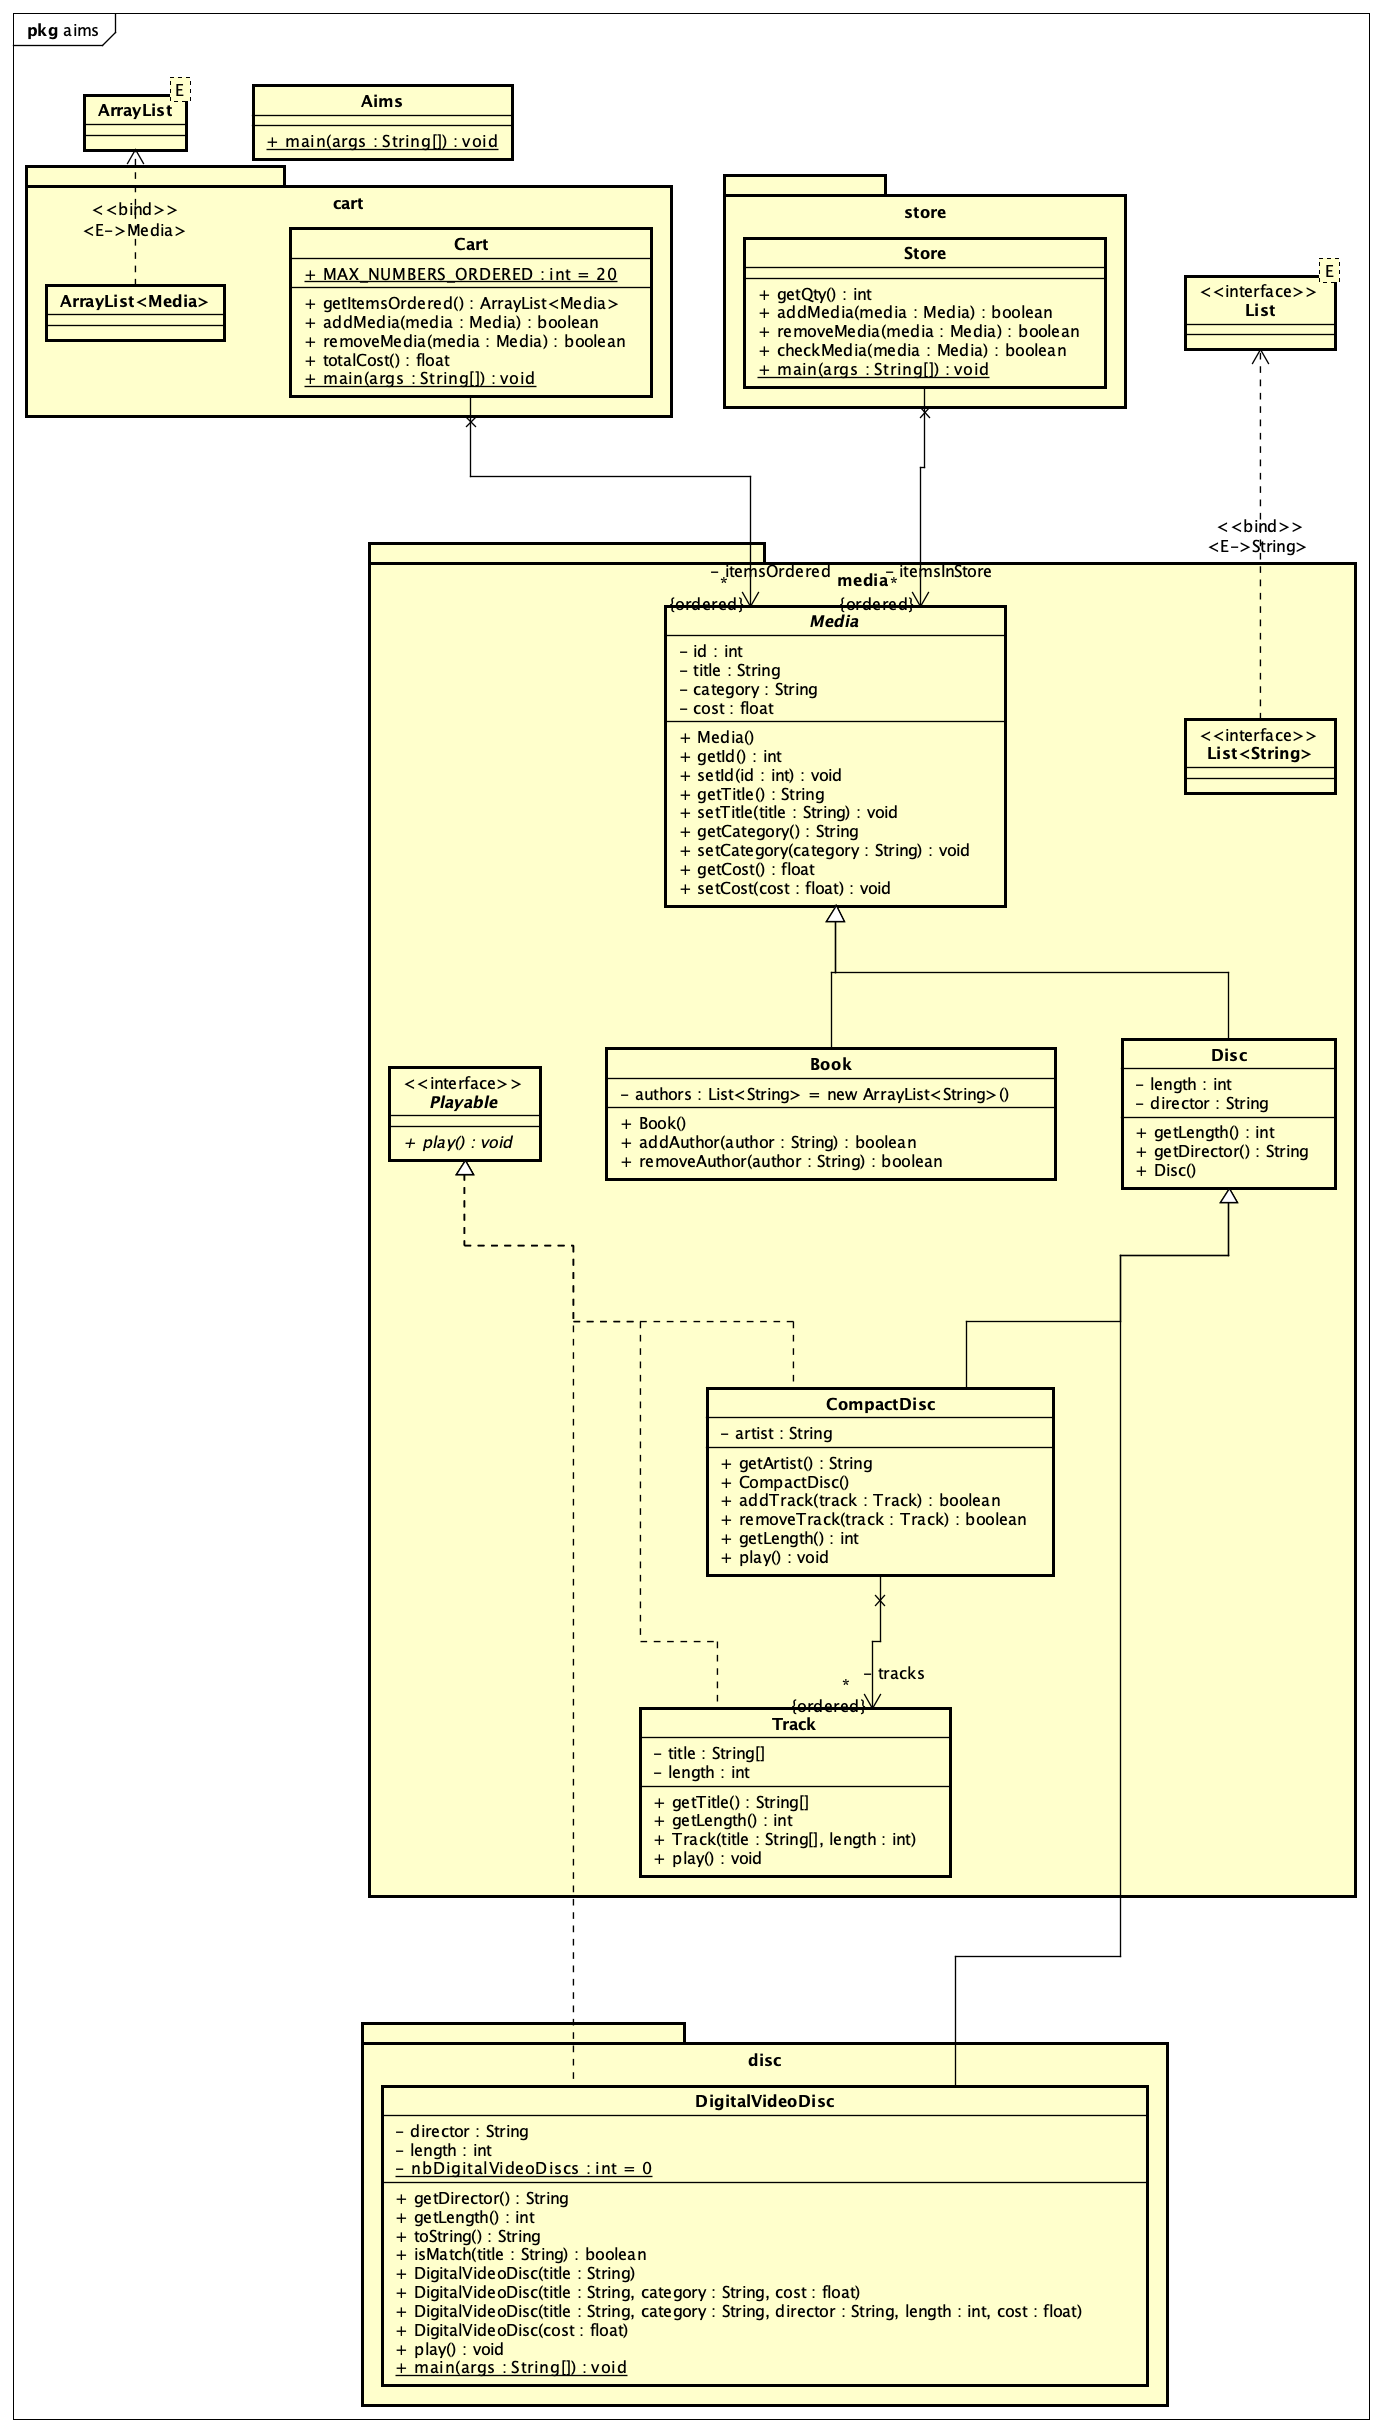 pkg aims
E
ArrayList
Aims
+ main(args : String[]) : void
cart
<<bind>>
<E->Media>
ArrayList<Media>
Cart
+ MAX_NUMBERS_ORDERED : int = 20
+ getItemsOrdered() : ArrayList<Media>
+ addMedia(media : Media) : boolean
+ removeMedia(media : Media) : boolean
+ totalCost() : float
+ main(args : String[]) : void
store
Store
+ getQty() : int
+ addMedia(media : Media) : boolean
+ removeMedia(media : Media) : boolean
+ checkMedia(media : Media) : boolean
+ main(args : String[]) : void
E
<<interface>>
List
<<bind>>
<E->String>
<<interface>>
List<String>
media
- itemsOrdered
*
{ordered}
- itemsInStore
*
{ordered}
Media
- id : int
- title : String
- category : String
- cost : float
+ Media()
+ getId() : int
+ setId(id : int) : void
+ getTitle() : String
+ setTitle(title : String) : void
+ getCategory() : String
+ setCategory(category : String) : void
+ getCost() : float
+ setCost(cost : float) : void
<<interface>>
Playable
+ play() : void
Book
- authors : List<String> = new ArrayList<String>()
+ Book()
+ addAuthor(author : String) : boolean
+ removeAuthor(author : String) : boolean
Disc
- length : int
- director : String
+ getLength() : int
+ getDirector() : String
+ Disc()
CompactDisc
- artist : String
+ getArtist() : String
+ CompactDisc()
+ addTrack(track : Track) : boolean
+ removeTrack(track : Track) : boolean
+ getLength() : int
+ play() : void
- tracks
*
{ordered}
Track
- title : String[]
- length : int
+ getTitle() : String[]
+ getLength() : int
+ Track(title : String[], length : int)
+ play() : void
disc
DigitalVideoDisc
- director : String
- length : int
- nbDigitalVideoDiscs : int = 0
+ getDirector() : String
+ getLength() : int
+ toString() : String
+ isMatch(title : String) : boolean
+ DigitalVideoDisc(title : String)
+ DigitalVideoDisc(title : String, category : String, cost : float)
+ DigitalVideoDisc(title : String, category : String, director : String, length : int, cost : float)
+ DigitalVideoDisc(cost : float)
+ play() : void
+ main(args : String[]) : void